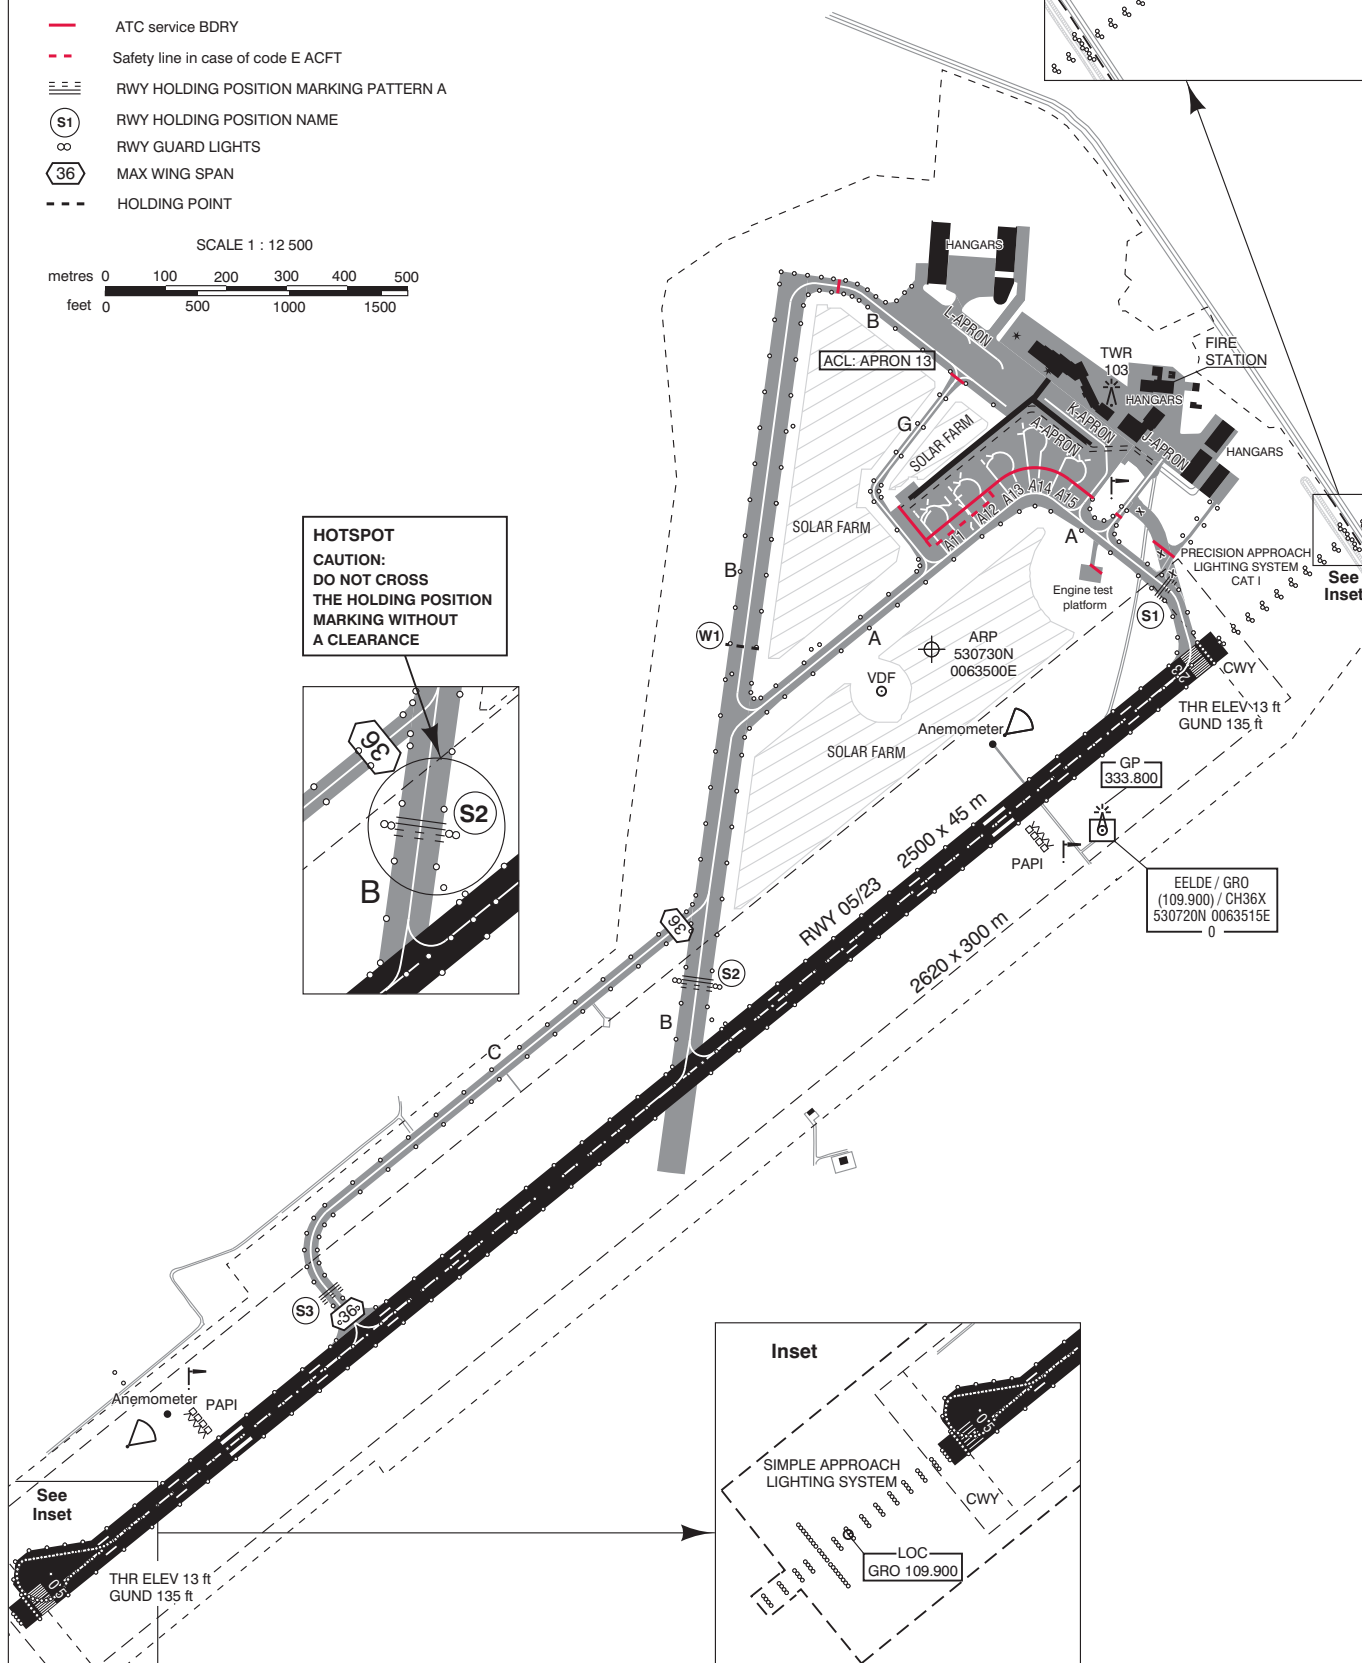 ATC service BDRY
Safety line in case of code E ACFT
RWY HOLDING POSITION MARKING PATTERN A
S1
RWY HOLDING POSITION NAME
RWY GUARD LIGHTS
36
MAX WING SPAN
HOLDING POINT
SCALE 1 : 12 500
metres 0 100 200 300 400 500
feet 0 500 1000 1500
HANGARS
L-APRON
B
ACL: APRON 13
TWR
103
FIRE
STATION
HANGARS
K-APRON
J-APRON
HANGARS
A-APRON
G
SOLAR FARM
A11
A12
A13
A14
A15
SOLAR FARM
A
PRECISION APPROACH
LIGHTING SYSTEM
CAT I
See
Inset
Engine test
platform
S1
HOTSPOT
CAUTION:
DO NOT CROSS
THE HOLDING POSITION
MARKING WITHOUT
A CLEARANCE
B
W1
A
ARP
530730N
0063500E
VDF
23
CWY
THR ELEV 13 ft
GUND 135 ft
Anemometer
SOLAR FARM
GP
333.800
36
S2
B
PAPI
EELDE / GRO
(109.900) / CH36X
530720N 0063515E
0
RWY 05/23 2500 x 45 m
2620 x 300 m
36
S2
B
C
S3
36
Anemometer
PAPI
See
Inset
05
THR ELEV 13 ft
GUND 135 ft
Inset
05
SIMPLE APPROACH
LIGHTING SYSTEM
CWY
LOC
GRO 109.900